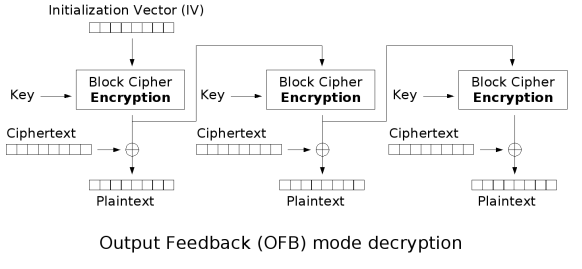 Initialization Vector (IV)
Block Cipher
Encryption
Key
Block Cipher
Encryption
Key
Block Cipher
Encryption
Key
Ciphertext
Ciphertext
Ciphertext
Plaintext
Plaintext
Plaintext
Output Feedback (OFB) mode decryption